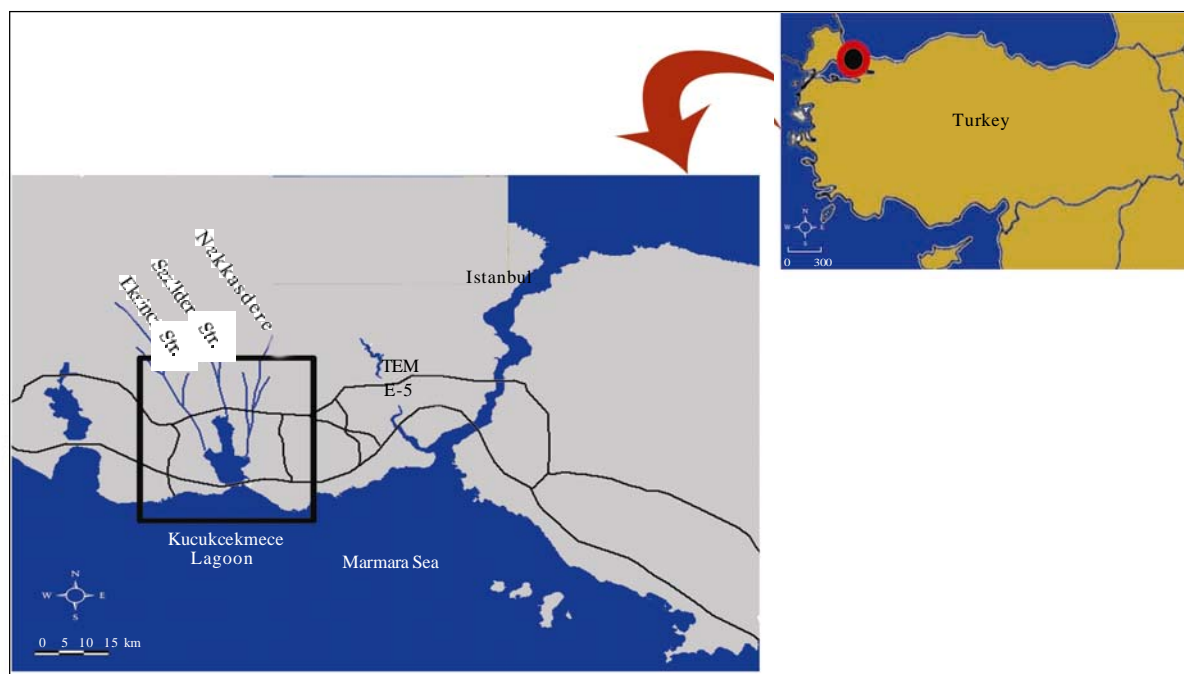 Turkey
N
W E
S
0 300
Nakkasdere
Str.
Str.
Istanbul
TEM
E-5
Kucukcekmece
Lagoon
Marmara Sea
N
W E
S
0 5 10 15 km